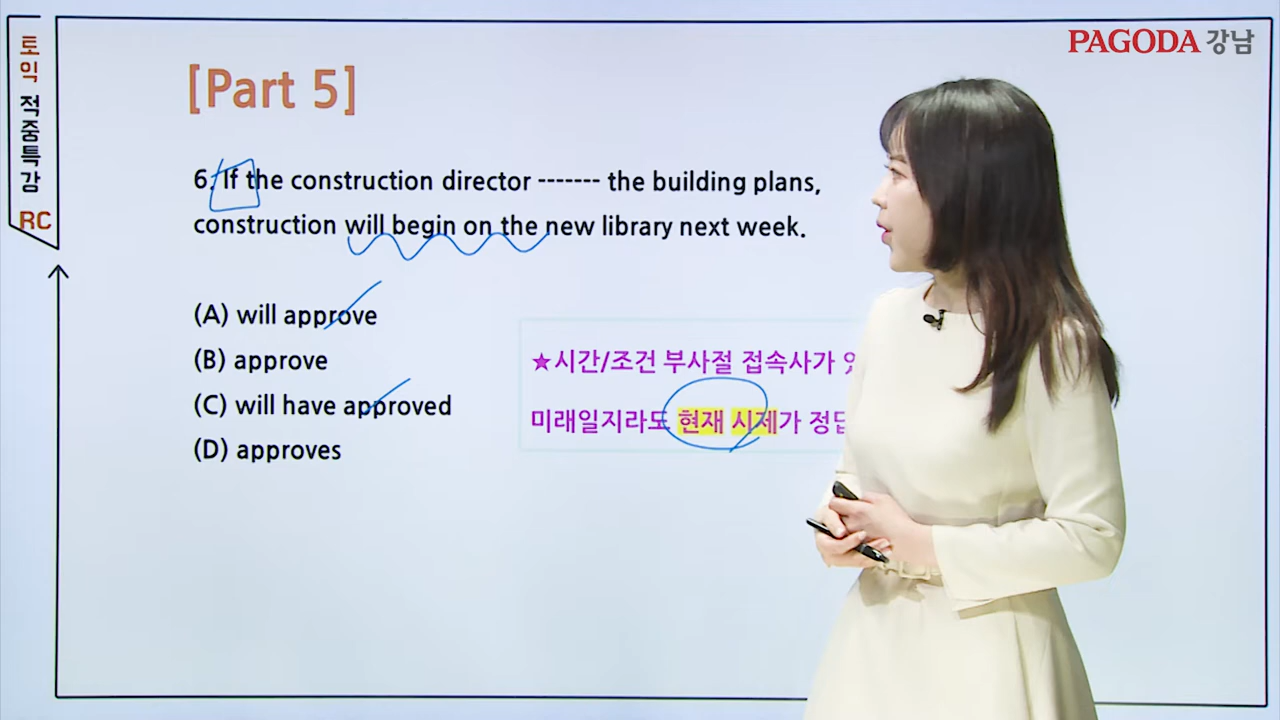 토익 적중특강
RC
PAGODA 강남
[Part 5]
6. If the construction director ------- the building plans,
construction will begin on the new library next week.
(A) will approve
(B) approve
(C) will have approved
(D) approves
★시간/조건 부사절 접속사가
미래일지라도 현재 시제가